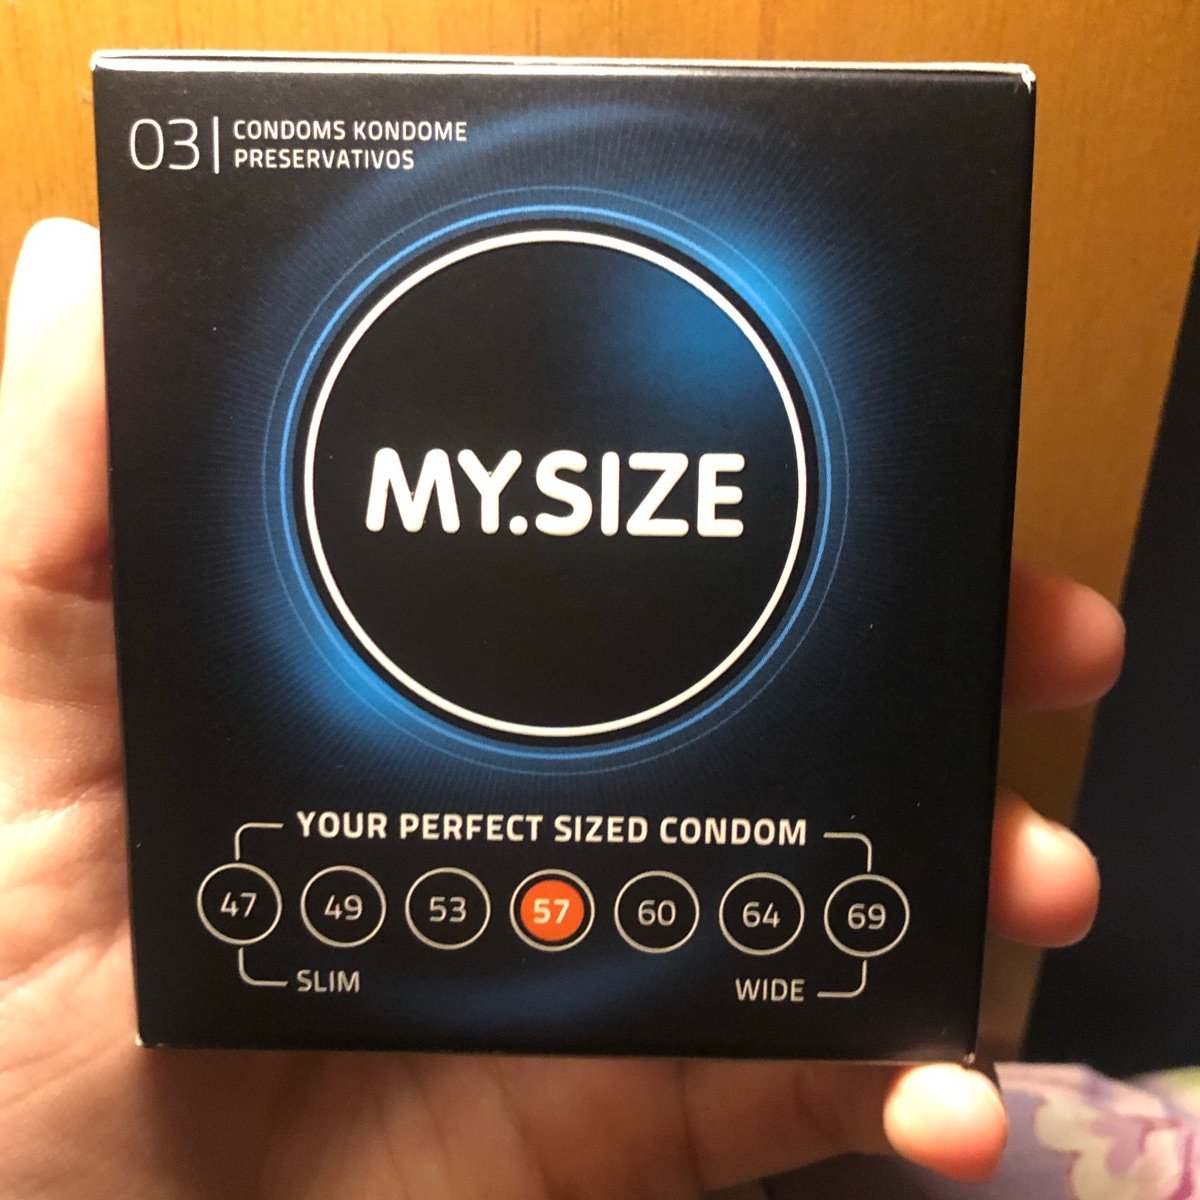 03 CONDOMS KONDOME
PRESERVATIVOS
MY.SIZE
YOUR PERFECT SIZED CONDOM
47 49 53 57 60 64 69
SLIM WIDE